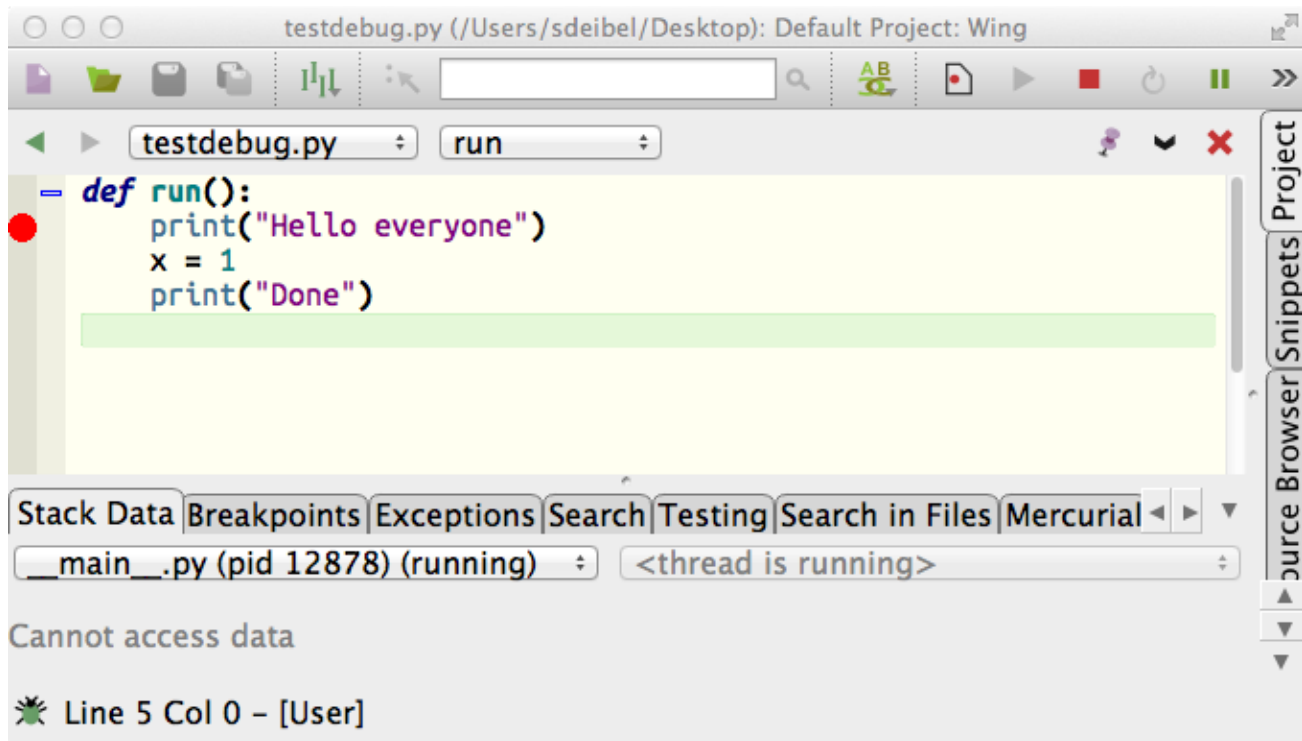 testdebug.py (/Users/sdeibel/Desktop): Default Project: Wing
AB
testdebug.py run
def run():
    print("Hello everyone")
    x = 1
    print("Done")
Project
Snippets
ource Browser
Stack Data Breakpoints Exceptions Search Testing Search in Files Mercurial
__main__.py (pid 12878) (running) <thread is running>
Cannot access data
Line 5 Col 0 – [User]